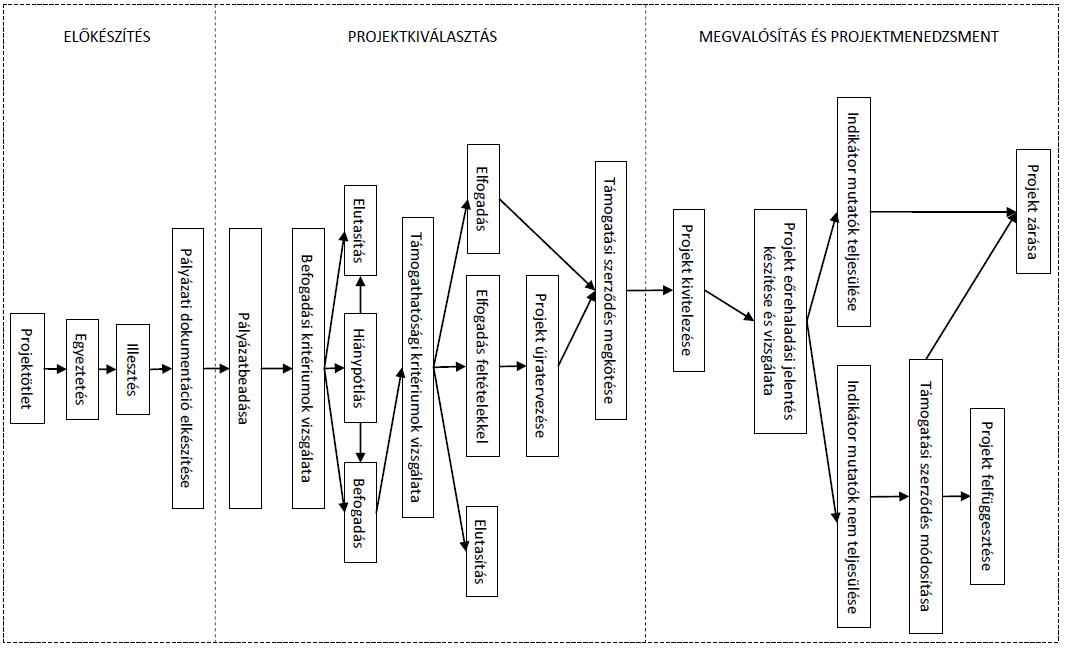 ELŐKÉSZÍTÉS
PROJEKTKIVÁLASZTÁS
MEGVALÓSÍTÁS ÉS PROJEKTMENEDZSMENT
Projektötlet
Egyeztetés
Illesztés
Pályázati dokumentáció elkészítése
Pályázatbeadása
Befogadási kritériumok vizsgálata
Elutasítás
Hiánypótlás
Befogadás
Támogathatósági kritériumok vizsgálata
Elfogadás
Elfogadás feltételekkel
Elutasítás
Projekt újratervezése
Támogatási szerződés megkötése
Projekt kivitelezése
Projekt eőrehaladási jelentés
készítése és vizsgálata
Indikátor mutatók teljesülése
Indikátor mutatók nem teljesülése
Támogatási szerződés módosítása
Projekt felfüggesztése
Projekt zárása